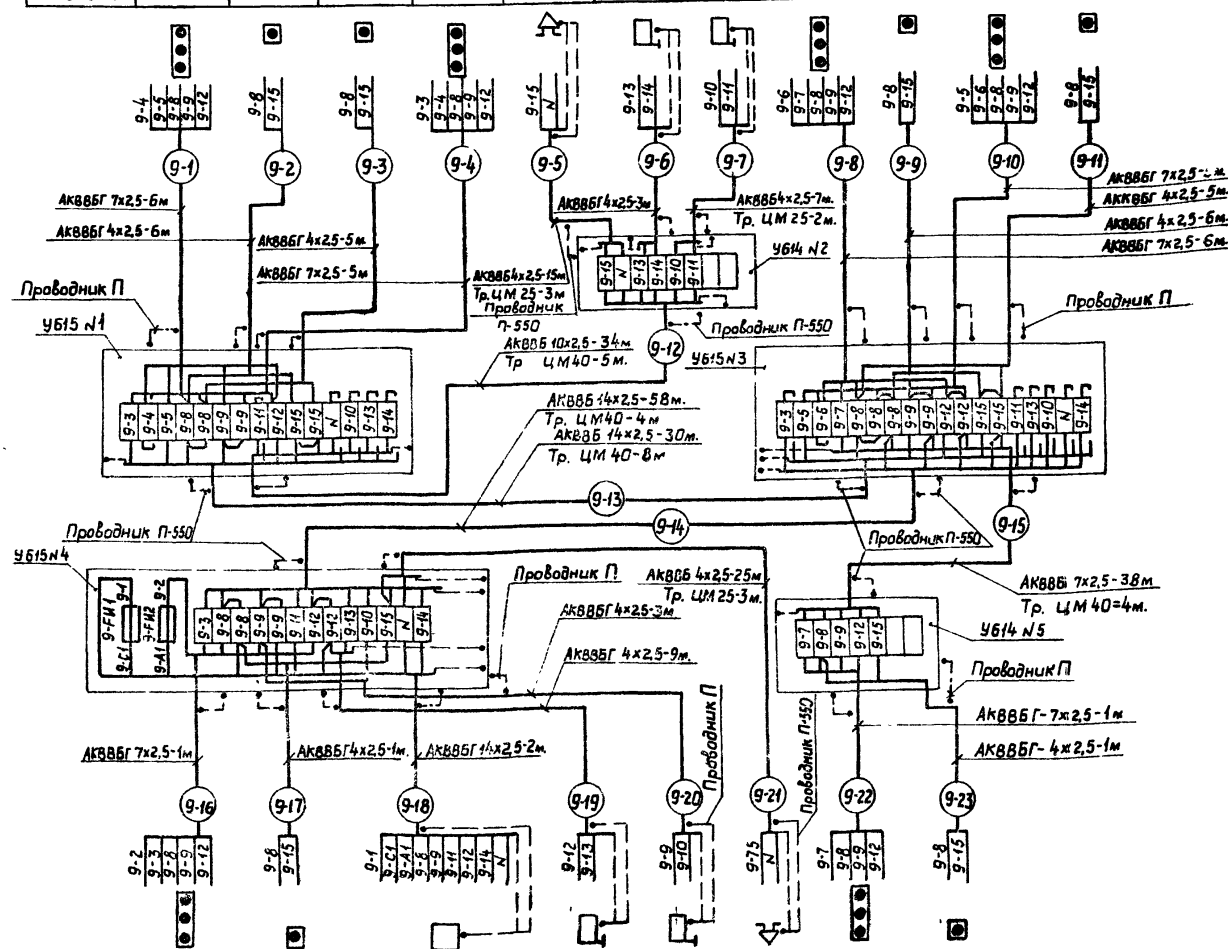 9-4 9-5 9-8 9-9 9-12
9-8 9-15
9-8 9-15
9-3 9-4 9-8 9-9 9-12
9-15 N
9-13 9-14
9-10 9-11
9-6 9-7 9-8 9-9 9-12
9-8 9-15
9-5 9-6 9-8 9-9 9-12
9-8 9-15
9-1
9-2
9-3
9-4
9-5
9-6
9-7
9-8
9-9
9-10
9-11
АКВВБГ 7х2,5-6м
АКВВБГ 4х2,5-6м
АКВВБГ 4х2,5-5м
АКВВБГ 7х2,5-5м
АКВВБ4х2,5-15м
Тр. ЦМ 25-3м
Проводник
П-550
АКВВБГ4х2,5-3м
АКВВБ4х2,5-7м.
Тр. ЦМ 25-2м.
АКВВБГ 7х2,5-
АККВБГ 4х2,5-5м.
АКВВБГ 4х2,5-6м.
АКВВБГ 7х2,5-6м.
Проводник П
УБ15 N1
УБ14 N2
9-15 N 9-13 9-14 9-10 9-11
Проводник П-550
9-12
УБ15N3
Проводник П
АКВВБ 10х2,5-34м
Тр ЦМ40-5м.
АКВВБ 14х2,5-58м.
Тр. ЦМ40-4м
АКВВБ 14х2,5-30м.
Тр. ЦМ 40-8м
9-3 9-4 9-5 9-8 9-8 9-9 9-9 9-11 9-12 9-15 9-15 N 9-10 9-13 9-14
9-3 9-5 9-6 9-7 9-8 9-8 9-9 9-9 9-12 9-12 9-15 9-15 9-11 9-13 9-10 N 9-14
9-13
9-14
9-15
Проводник П-550
Проводник П-550
УБ15N4
Проводник П
АКВВБ 4х2,5-25м
Тр. ЦМ25-3м.
АКВВБГ 4х2,5-3м
АКВВБГ 4х2,5-9м.
АКВВБ 7х2,5-38м
Тр. ЦМ40=4м.
УБ14 N5
Проводник П
9-FU1 9-1 9-C1 9-FU2 9-2 9-A1
9-3 9-8 9-8 9-9 9-9 9-11 9-12 9-12 9-13 9-10 9-15 N 9-14
9-7 9-8 9-9 9-12 9-15
АКВВБГ 7х2,5-1м
АКВВБГ4х2,5-1м.
АКВВБГ 14х2,5-2м.
Проводник П
Проводник П-550
АКВВБГ-7х2,5-1м
АКВВБГ-4х2,5-1м
9-16
9-17
9-18
9-19
9-20
9-21
9-22
9-23
9-2 9-3 9-8 9-9 9-12
9-8 9-15
9-1 9-C1 9-A1 9-8 9-9 9-11 9-12 9-14 N
9-12 9-13
9-9 9-10
9-75 N
9-7 9-8 9-9 9-12
9-8 9-15